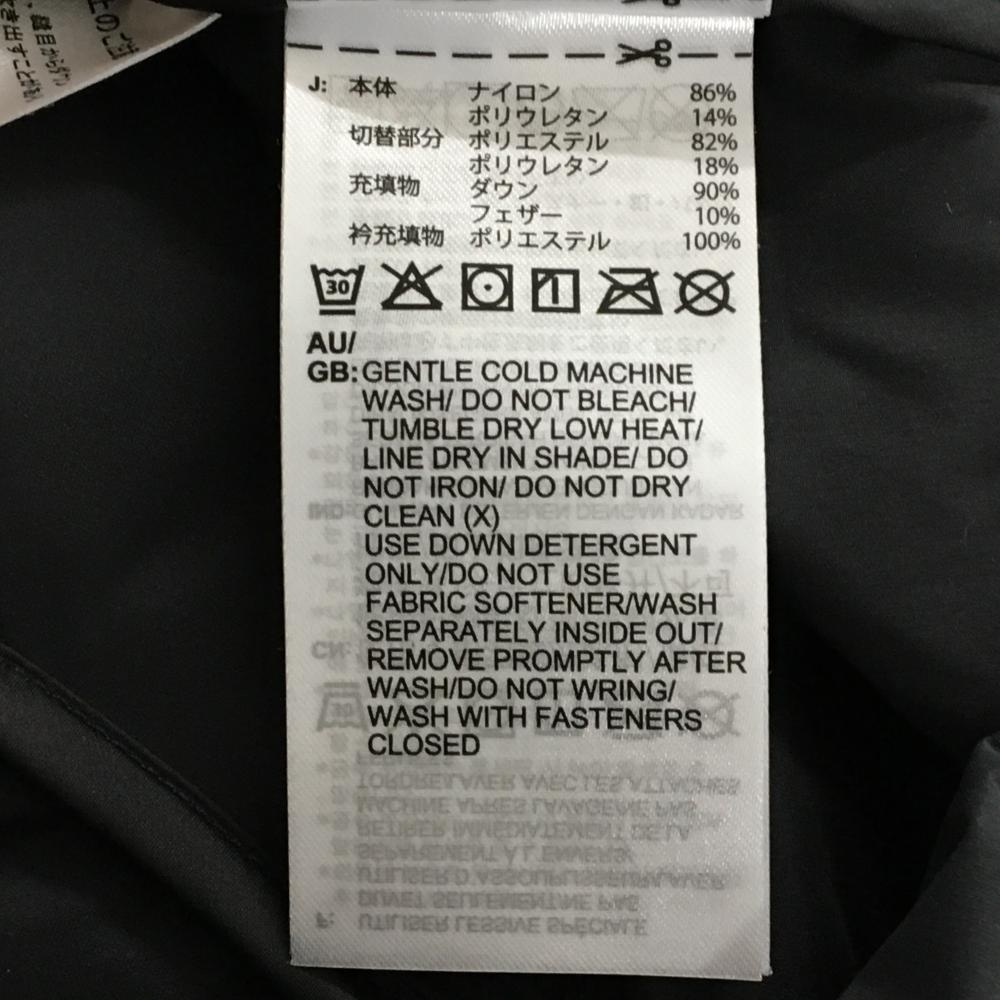 J: 本体 ナイロン 86%
ポリウレタン 14%
切替部分 ポリエステル 82%
ポリウレタン 18%
充填物 ダウン 90%
フェザー 10%
衿充填物 ポリエステル 100%
30
AU/
GB: GENTLE COLD MACHINE
WASH/ DO NOT BLEACH/
TUMBLE DRY LOW HEAT/
LINE DRY IN SHADE/ DO
NOT IRON/ DO NOT DRY
CLEAN (X)
USE DOWN DETERGENT
ONLY/DO NOT USE
FABRIC SOFTENER/WASH
SEPARATELY INSIDE OUT/
REMOVE PROMPTLY AFTER
WASH/DO NOT WRING/
WASH WITH FASTENERS
CLOSED